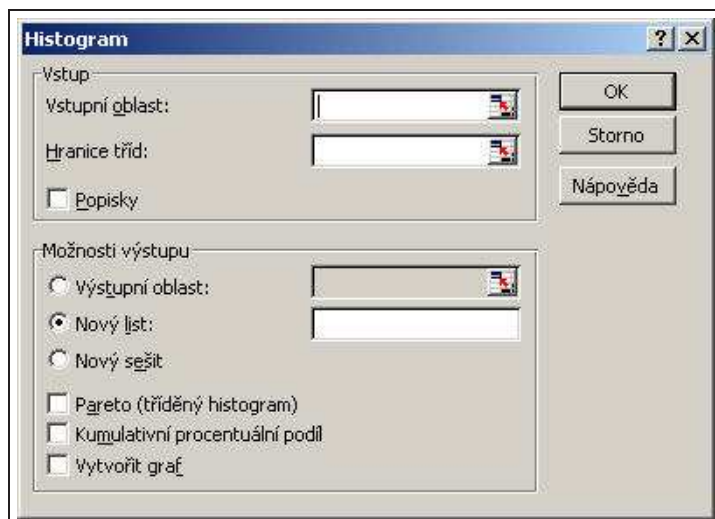 Histogram
Vstup
Vstupní oblast:
Hranice tříd:
Popisky
OK
Storno
Nápověda
Možnosti výstupu
Výstupní oblast:
Nový list:
Nový sešit
Pareto (tříděný histogram)
Kumulativní procentuální podíl
Vytvořit graf